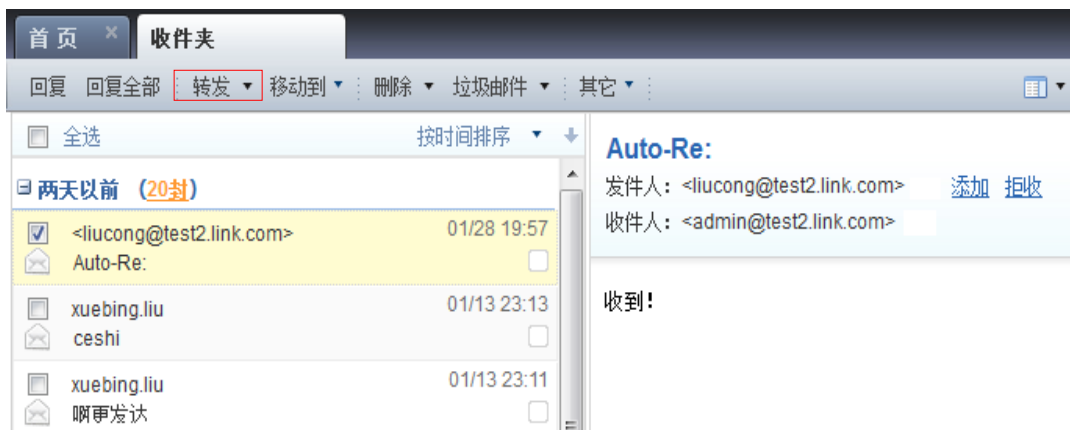 首 页 ×
收件夹
回复 回复全部 转发 ▼ 移动到 ▼ 删除 ▼ 垃圾邮件 ▼ 其它 ▼
全选 按时间排序 ▼
两天以前 (20封)
<liucong@test2.link.com> 01/28 19:57
Auto-Re:
xuebing.liu 01/13 23:13
ceshi
xuebing.liu 01/13 23:11
啊更发达
Auto-Re:
发件人: <liucong@test2.link.com> 添加 拒收
收件人: <admin@test2.link.com>
收到!